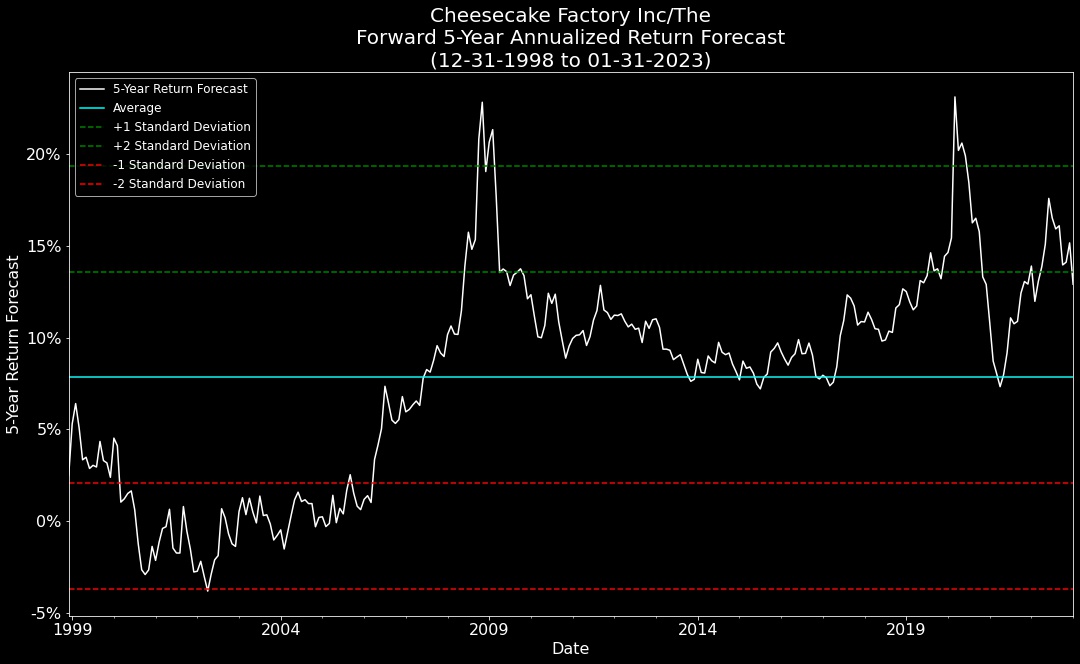 Cheesecake Factory Inc/The
Forward 5-Year Annualized Return Forecast
(12-31-1998 to 01-31-2023)
5-Year Return Forecast
Average
+1 Standard Deviation
+2 Standard Deviation
-1 Standard Deviation
-2 Standard Deviation
5-Year Return Forecast
20%
15%
10%
5%
0%
-5%
1999
2004
2009
2014
2019
Date